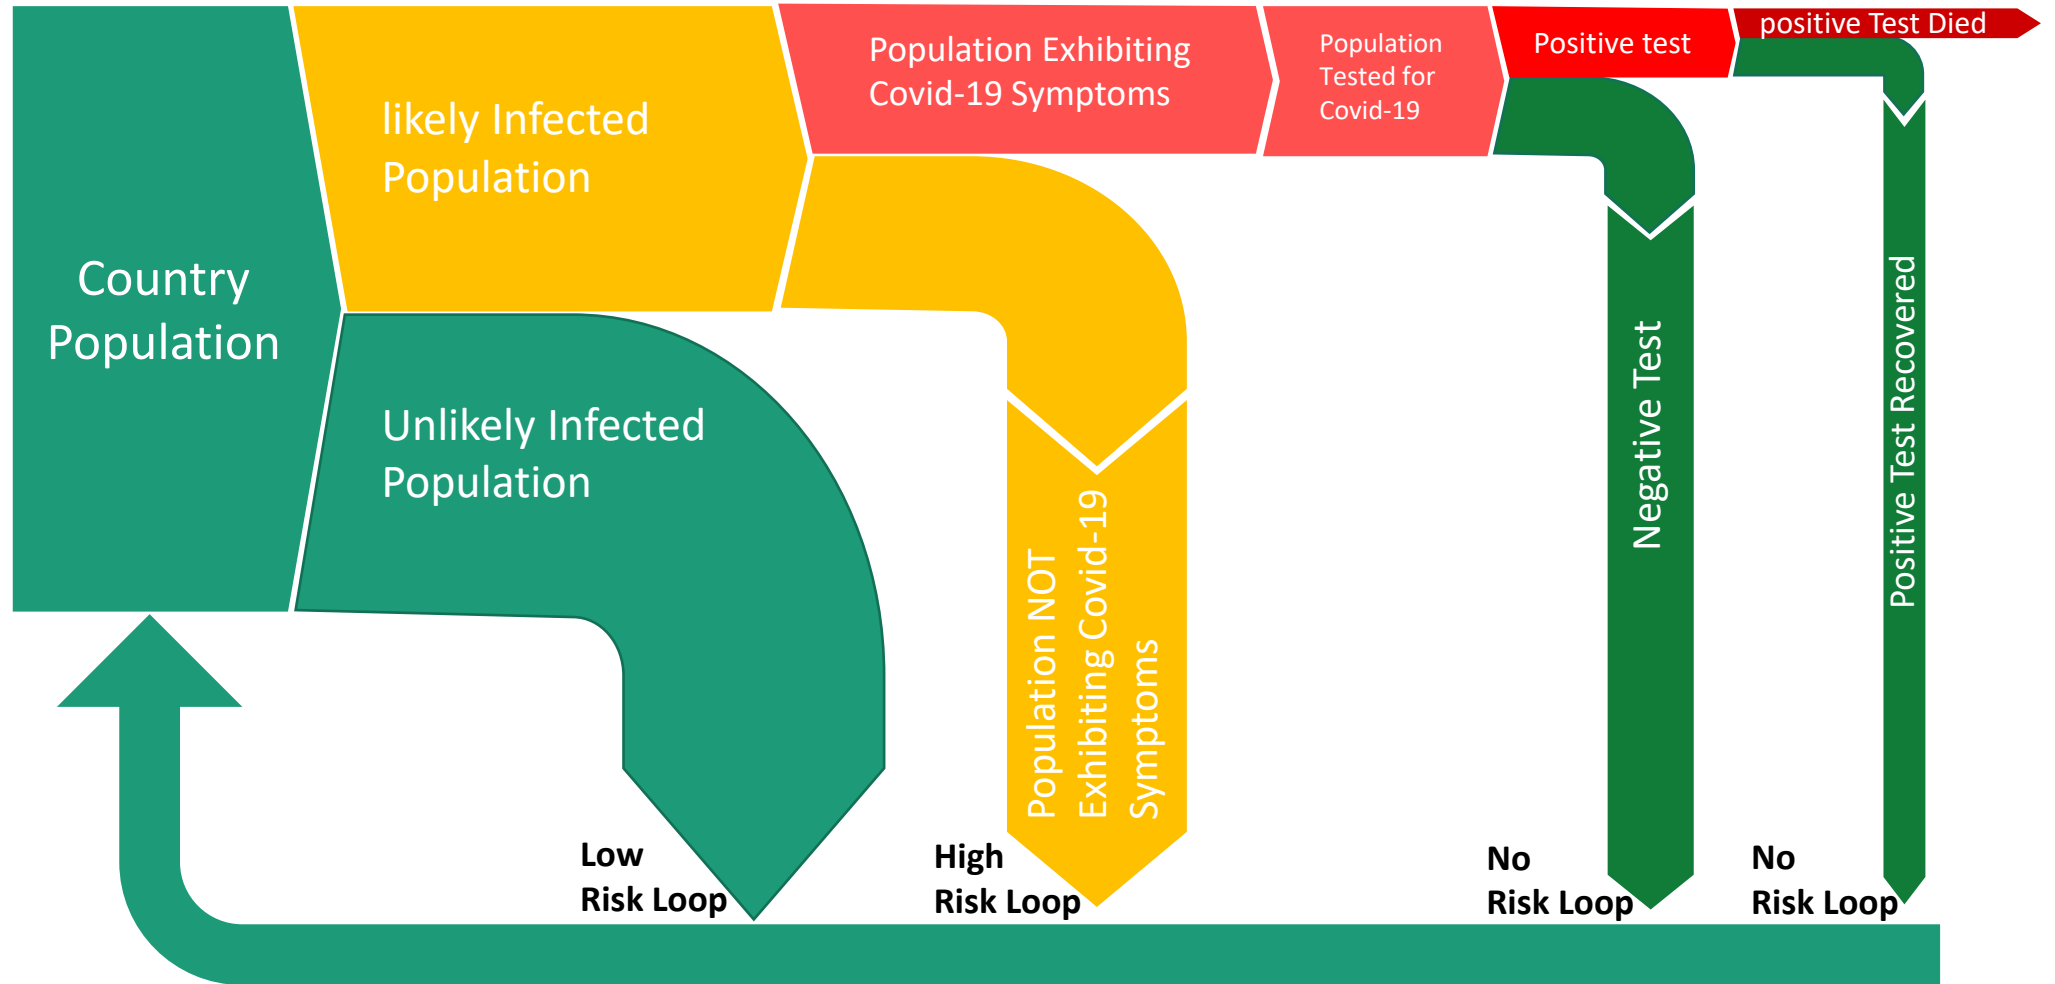 Country
Population
likely Infected
Population
Unlikely Infected
Population
Population Exhibiting
Covid-19 Symptoms
Population
Tested for
Covid-19
Positive test
positive Test Died
Population NOT
Exhibiting Covid-19
Symptoms
Negative Test
Positive Test Recovered
Low
Risk Loop
High
Risk Loop
No
Risk Loop
No
Risk Loop